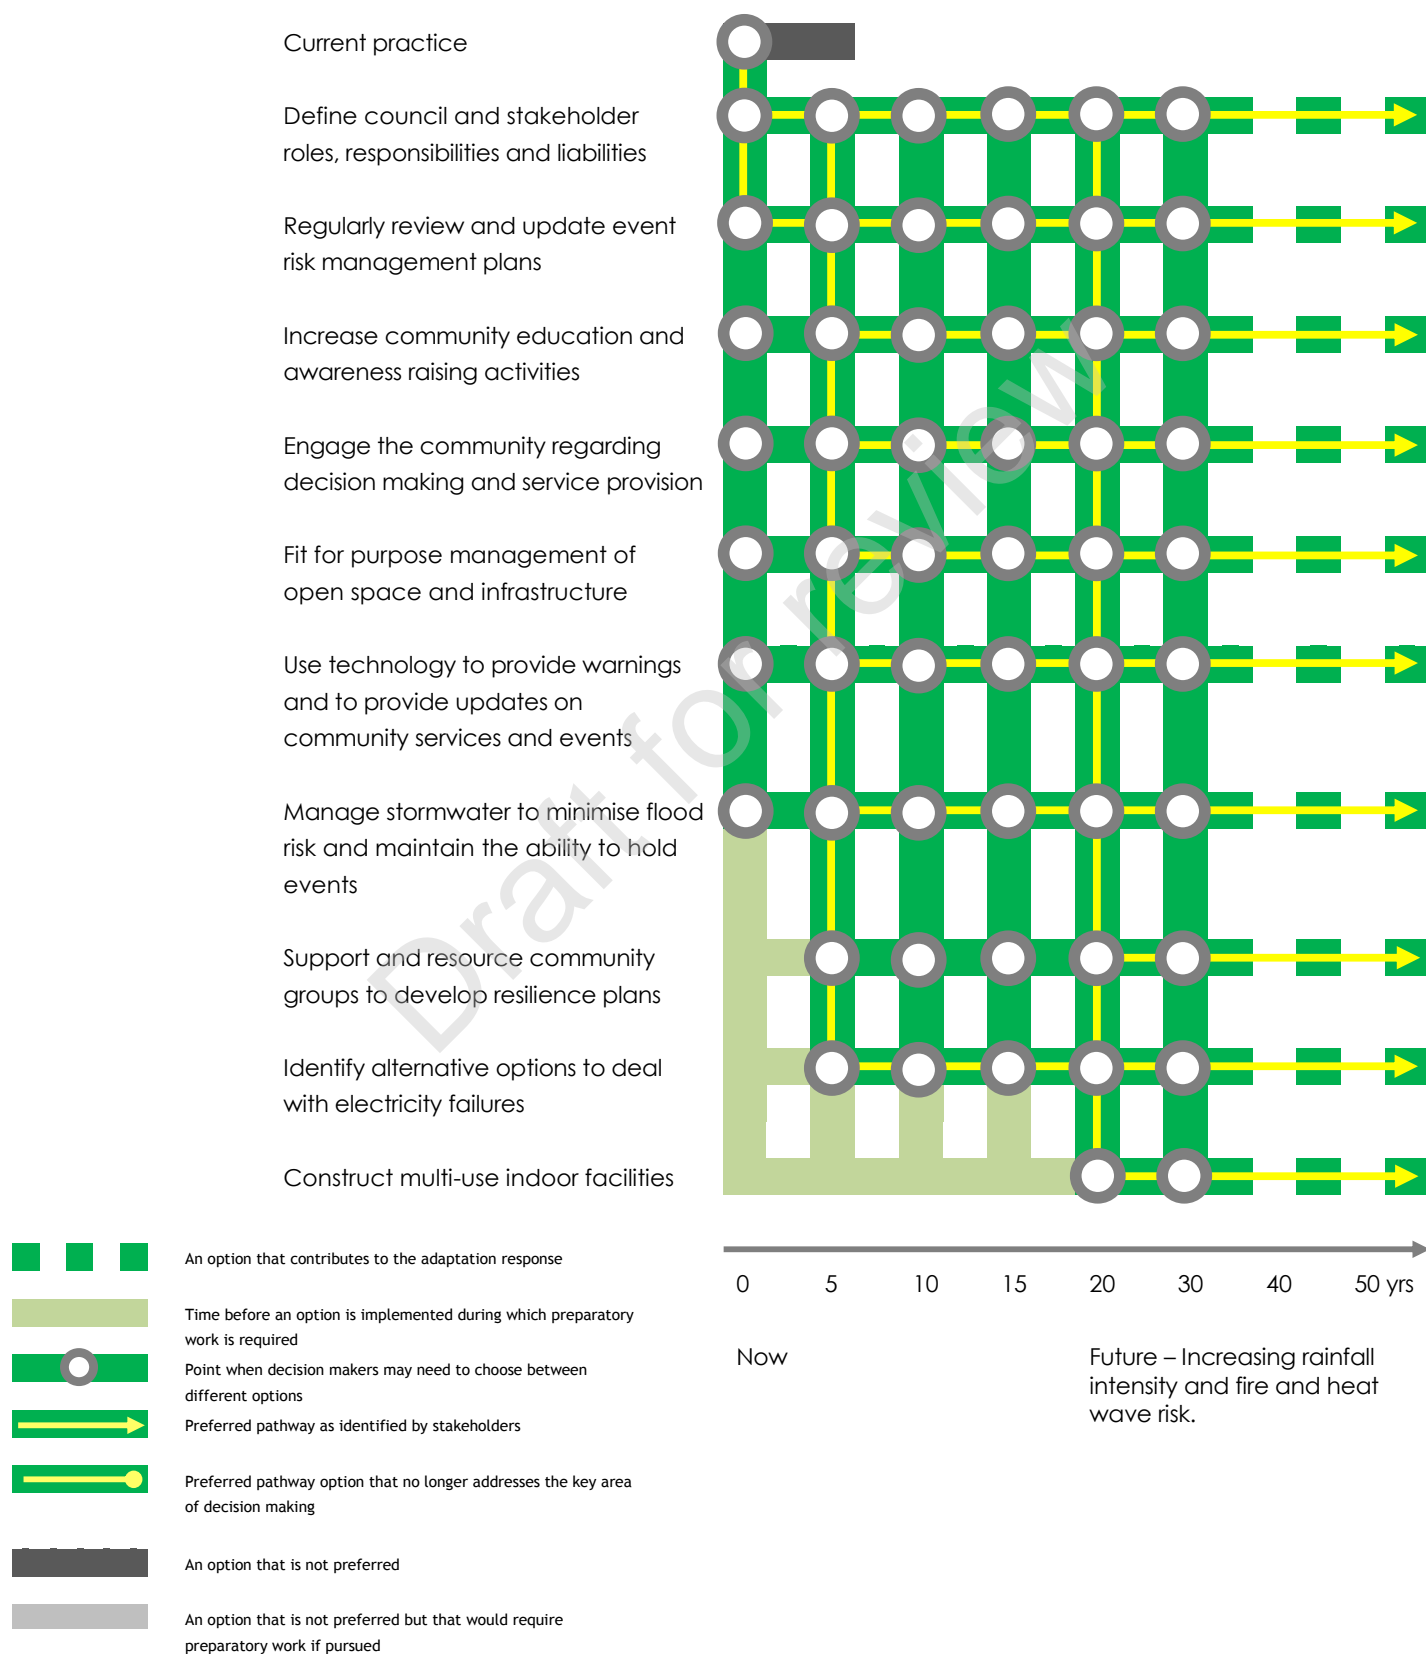 Current practice
Define council and stakeholder
roles, responsibilities and liabilities
Regularly review and update event
risk management plans
Increase community education and
awareness raising activities
Engage the community regarding
decision making and service provision
Fit for purpose management of
open space and infrastructure
Use technology to provide warnings
and to provide updates on
community services and events
Manage stormwater to minimise flood
risk and maintain the ability to hold
events
Support and resource community
groups to develop resilience plans
Identify alternative options to deal
with electricity failures
Construct multi-use indoor facilities
Draft for review
0 5 10 15 20 30 40 50 yrs
Now
Future – Increasing rainfall
intensity and fire and heat
wave risk.
An option that contributes to the adaptation response
Time before an option is implemented during which preparatory
work is required
Point when decision makers may need to choose between
different options
Preferred pathway as identified by stakeholders
Preferred pathway option that no longer addresses the key area
of decision making
An option that is not preferred
An option that is not preferred but that would require
preparatory work if pursued